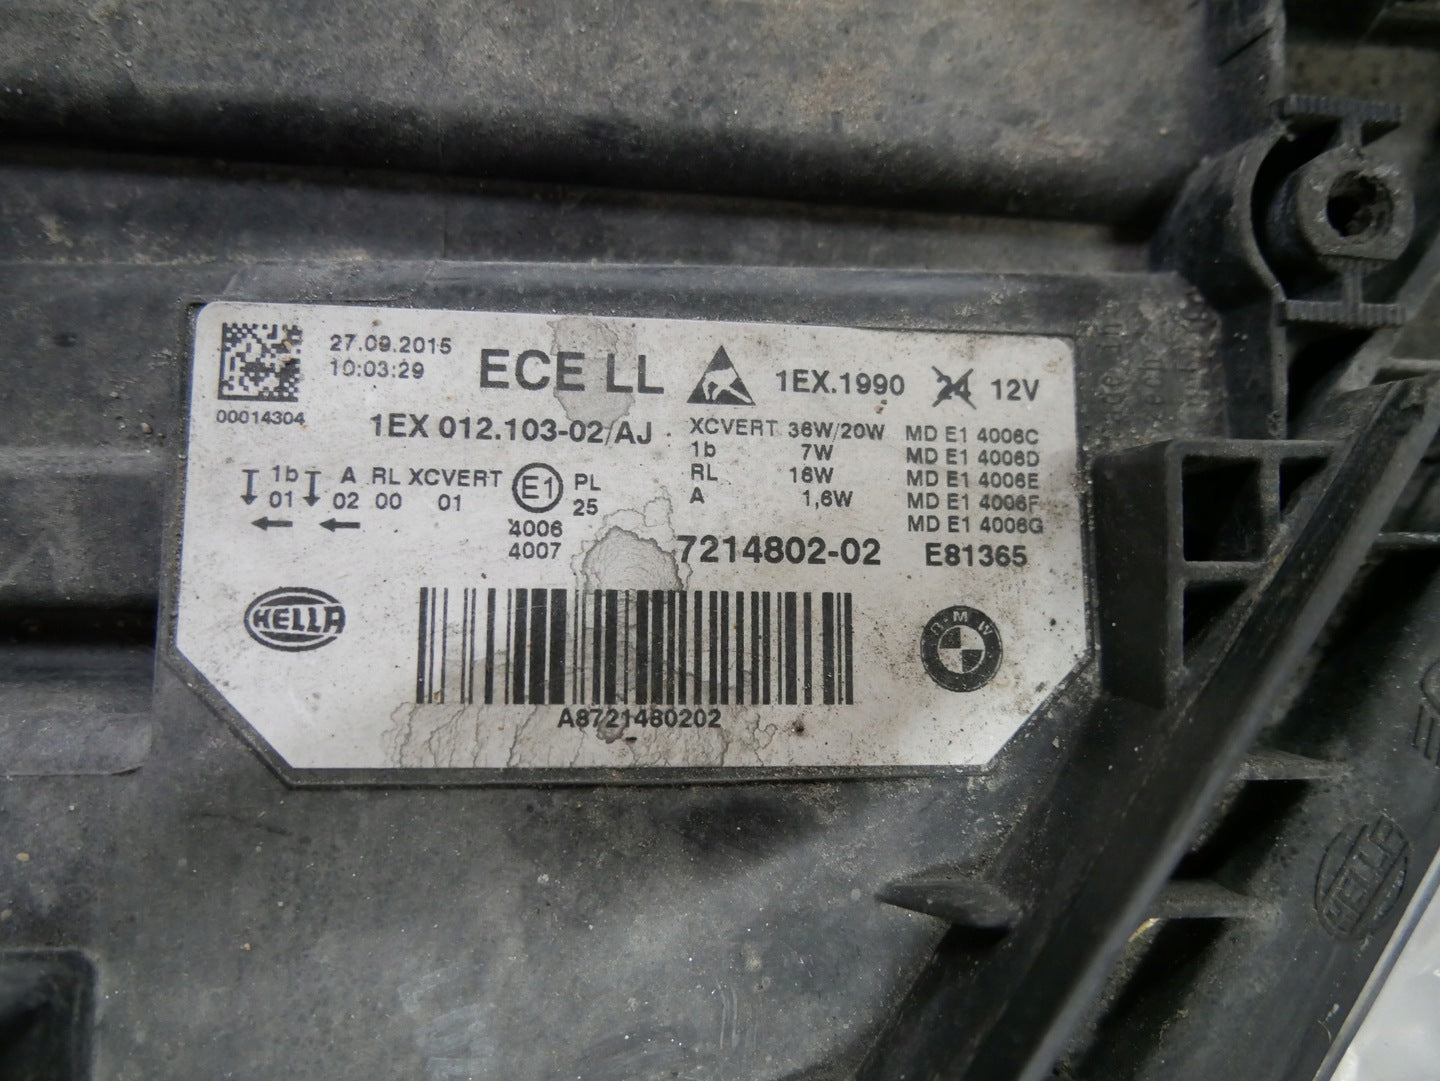 27.09.2015
10:03:29
00014304
ECE LL
1EX.1990 24 12V
1EX 012.103-02/AJ
XCVERT 36W/20W MD E1 4006C
1b 7W MD E1 4006D
RL 16W MD E1 4006E
A 1,6W MD E1 4006F
MD E1 4006G
1b A RL XCVERT E1 PL
01 02 00 01 25
4006
4007
7214802-02 E81365
HELLA
BMW
A8721480202
HELLA